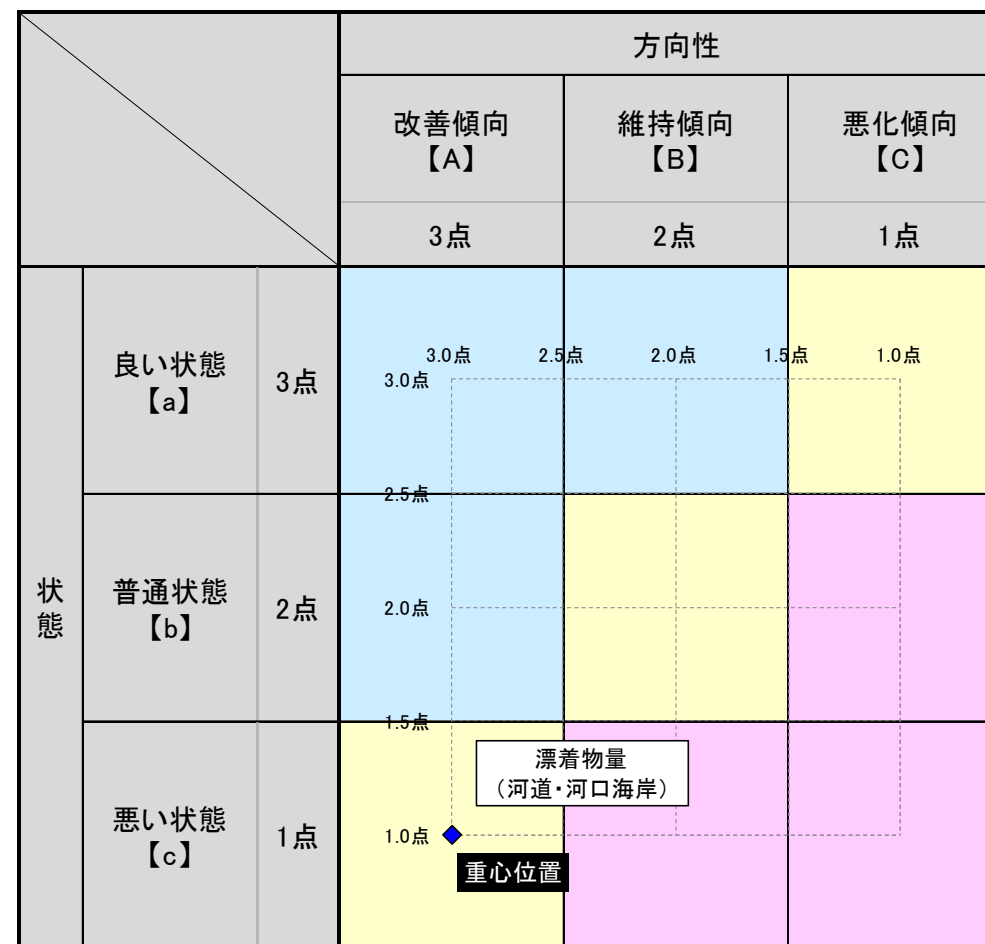 方向性
改善傾向
【A】
維持傾向
【B】
悪化傾向
【C】
3点
2点
1点
状態
良い状態
【a】
3点
普通状態
【b】
2点
悪い状態
【c】
1点
3.0点
2.5点
2.0点
1.5点
1.0点
3.0点
2.5点
2.0点
1.5点
1.0点
漂着物量
（河道・河口海岸）
重心位置